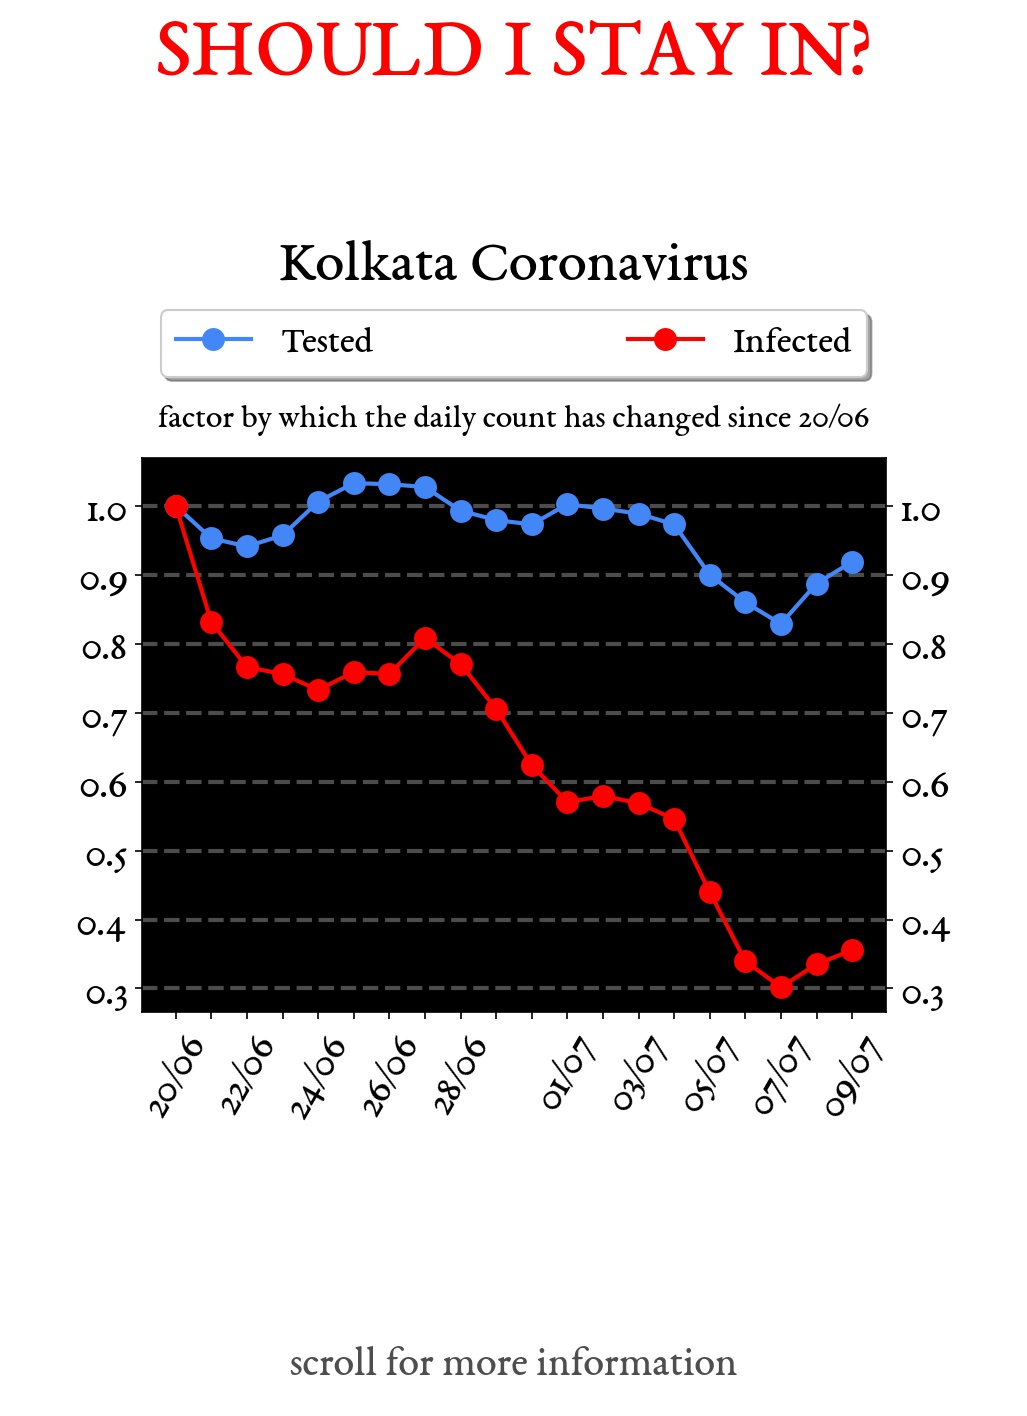 SHOULD I STAY IN?
Kolkata Coronavirus
Tested Infected
factor by which the daily count has changed since 20/06
1.0 1.0
0.9 0.9
0.8 0.8
0.7 0.7
0.6 0.6
0.5 0.5
0.4 0.4
0.3 0.3
20/06 22/06 24/06 26/06 28/06 01/07 03/07 05/07 07/07 09/07
scroll for more information